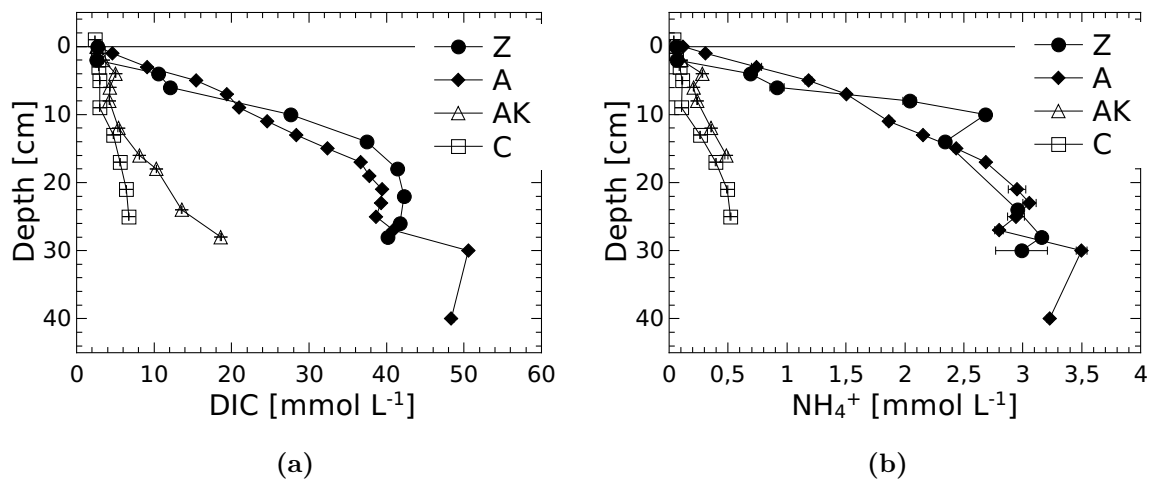 0
10
20
30
40
Depth [cm]
0 10 20 30 40 50 60
DIC [mmol L⁻¹]
Z
A
AK
C
(a)
0
10
20
30
40
Depth [cm]
0 0,5 1 1,5 2 2,5 3 3,5 4
NH₄⁺ [mmol L⁻¹]
Z
A
AK
C
(b)